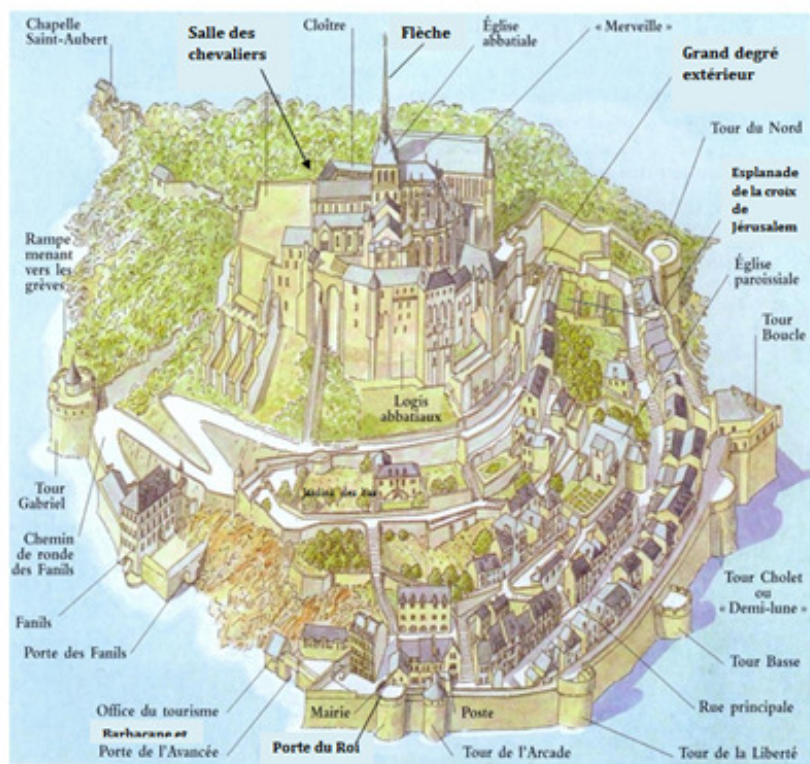 Chapelle
Saint-Aubert
Salle des
chevaliers
Cloître
Flèche
Église
abbatiale
« Merveille »
Grand degré
extérieur
Tour du Nord
Esplanade
de la croix
de
Jérusalem
Église
paroissiale
Tour
Boucle
Rampe
menant
vers les
grèves
Logis
abbatiaux
Tour
Gabriel
Chemin
de ronde
des Fanils
Fanils
Porte des Fanils
Tour Cholet
ou
« Demi-lune »
Tour Basse
Rue principale
Office du tourisme
Barbacane et
Porte de l'Avancée
Mairie
Poste
Porte du Roi
Tour de l'Arcade
Tour de la Liberté